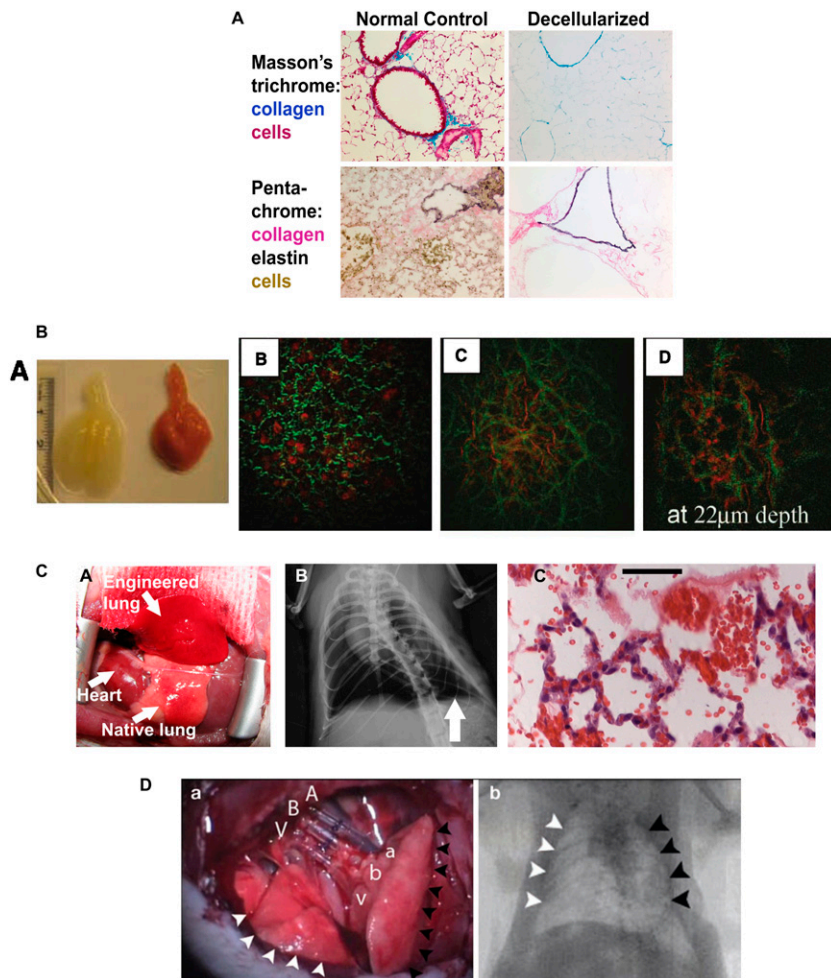 A
Normal Control Decellularized
Masson's
trichrome:
collagen
cells
Penta-
chrome:
collagen
elastin
cells
B
A
B
C
D
at 22μm depth
C
A
Engineered
lung
Heart
Native lung
B
C
D
a
A
B
V
a
b
v
b